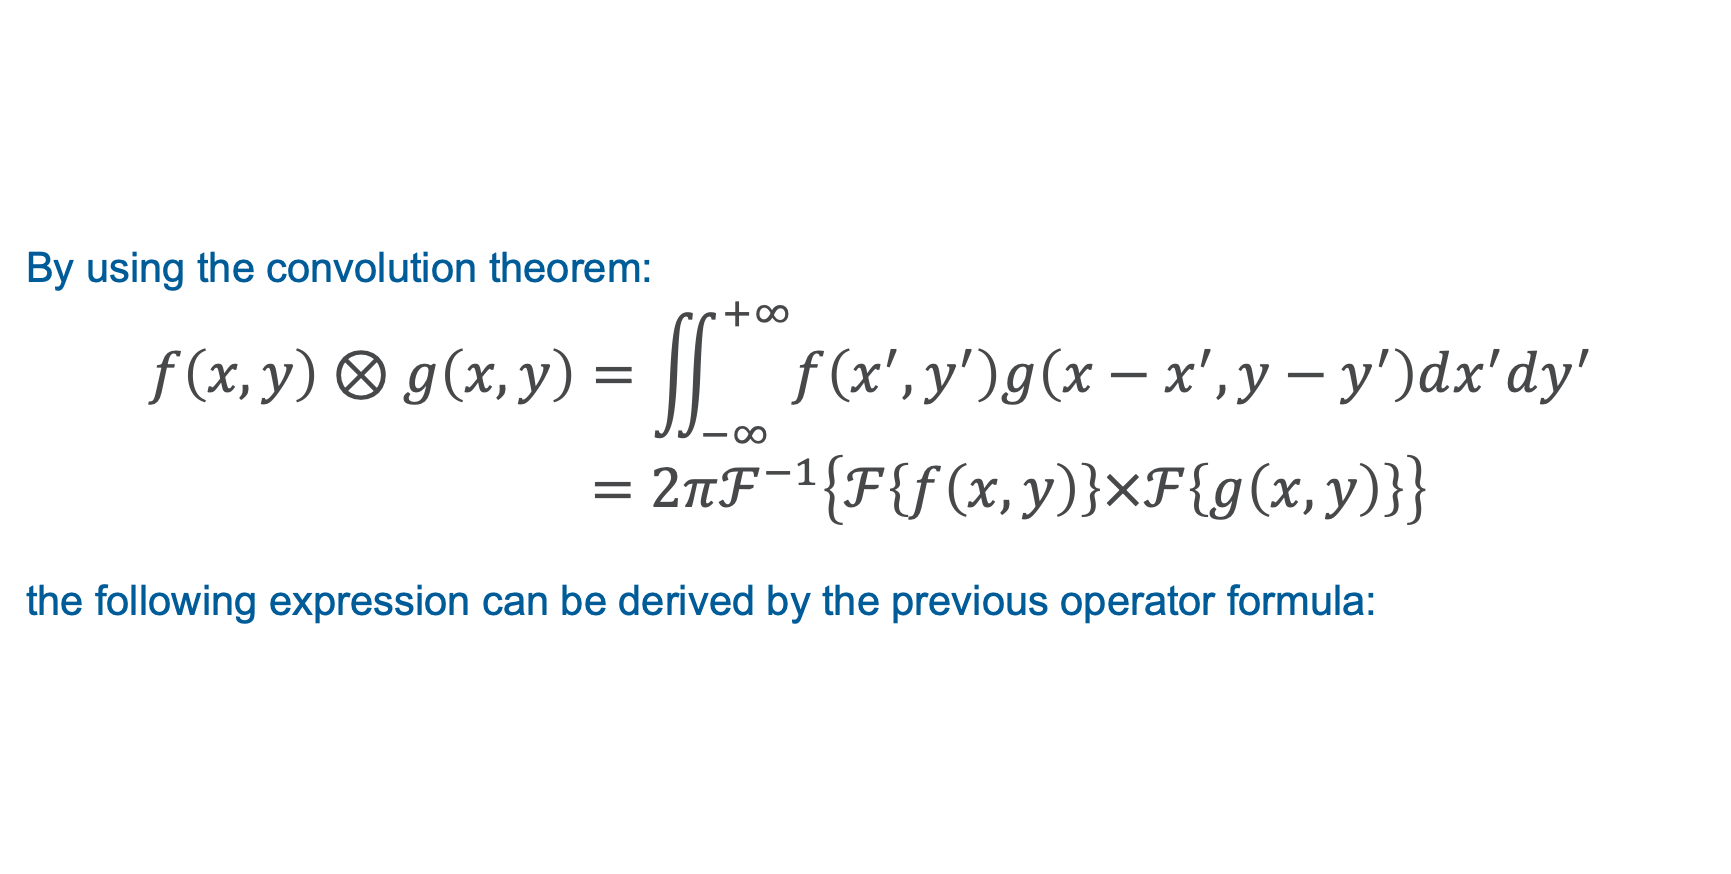 By using the convolution theorem:
f(x, y) ⊗ g(x, y) = ∬₋∞⁺∞ f(x′, y′)g(x − x′, y − y′)dx′dy′
= 2πℱ⁻¹{ℱ{f(x, y)}×ℱ{g(x, y)}}
the following expression can be derived by the previous operator formula: